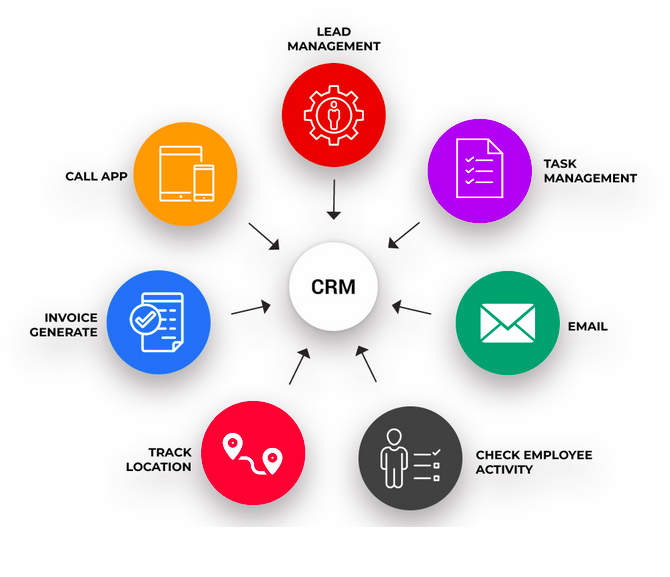 LEAD
MANAGEMENT
CALL APP
TASK
MANAGEMENT
CRM
INVOICE
GENERATE
EMAIL
TRACK
LOCATION
CHECK EMPLOYEE
ACTIVITY